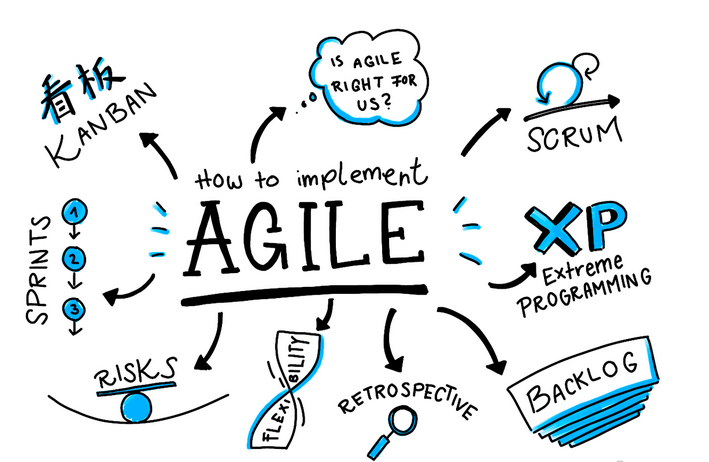 看板
KANBAN
IS AGILE
RIGHT FOR
US?
SCRUM
How to implement
AGILE
SPRINTS
1
2
3
XP
Extreme
PROGRAMMING
RISKS
FLEXIBILITY
RETROSPECTIVE
BACKLOG